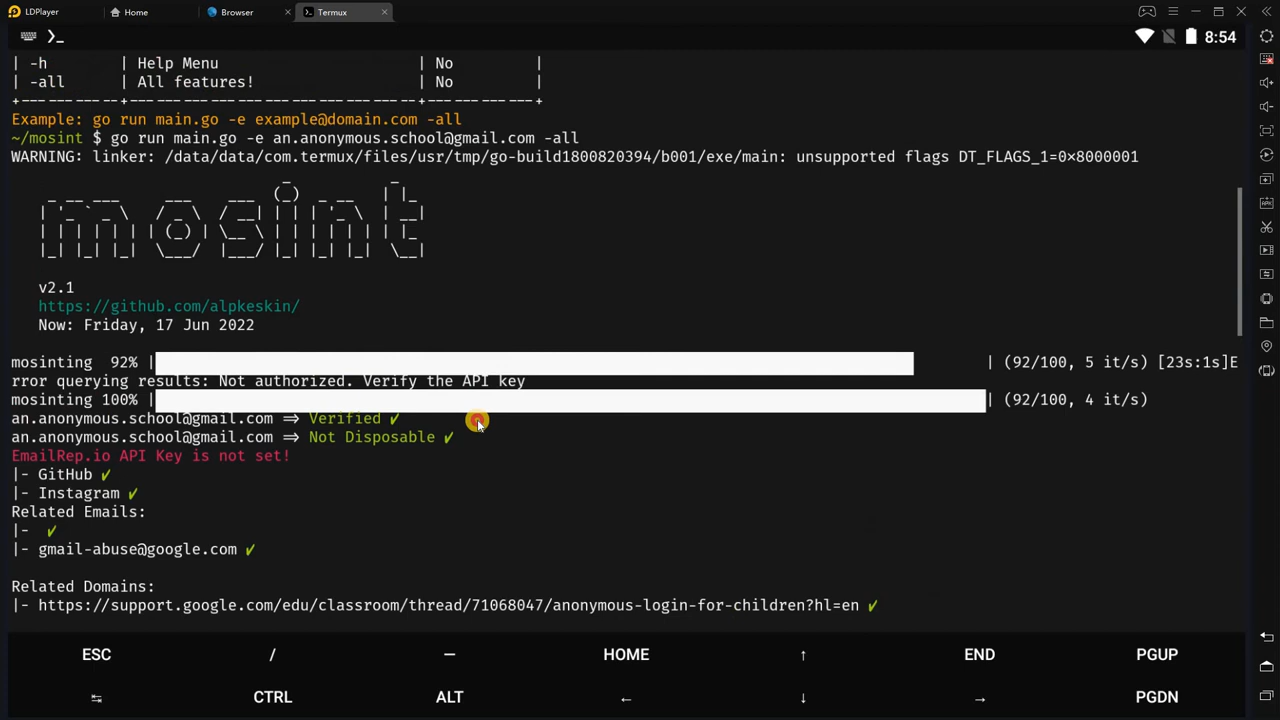 LDPlayer Home Browser Termux
8:54
| -h | Help Menu | No |
| -all | All features! | No |
Example: go run main.go -e example@domain.com -all
~/mosint $ go run main.go -e an.anonymous.school@gmail.com -all
WARNING: linker: /data/data/com.termux/files/usr/tmp/go-build1800820394/b001/exe/main: unsupported flags DT_FLAGS_1=0×8000001
mosint
v2.1
https://github.com/alpkeskin/
Now: Friday, 17 Jun 2022
mosinting 92% | | (92/100, 5 it/s) [23s:1s]E
rror querying results: Not authorized. Verify the API key
mosinting 100% | | (92/100, 4 it/s)
an.anonymous.school@gmail.com ⇒ Verified ✓
an.anonymous.school@gmail.com ⇒ Not Disposable ✓
EmailRep.io API Key is not set!
|- GitHub ✓
|- Instagram ✓
Related Emails:
|- ✓
|- gmail-abuse@google.com ✓
Related Domains:
|- https://support.google.com/edu/classroom/thread/71068047/anonymous-login-for-children?hl=en ✓
ESC / — HOME ↑ END PGUP
↹ CTRL ALT ← ↓ → PGDN